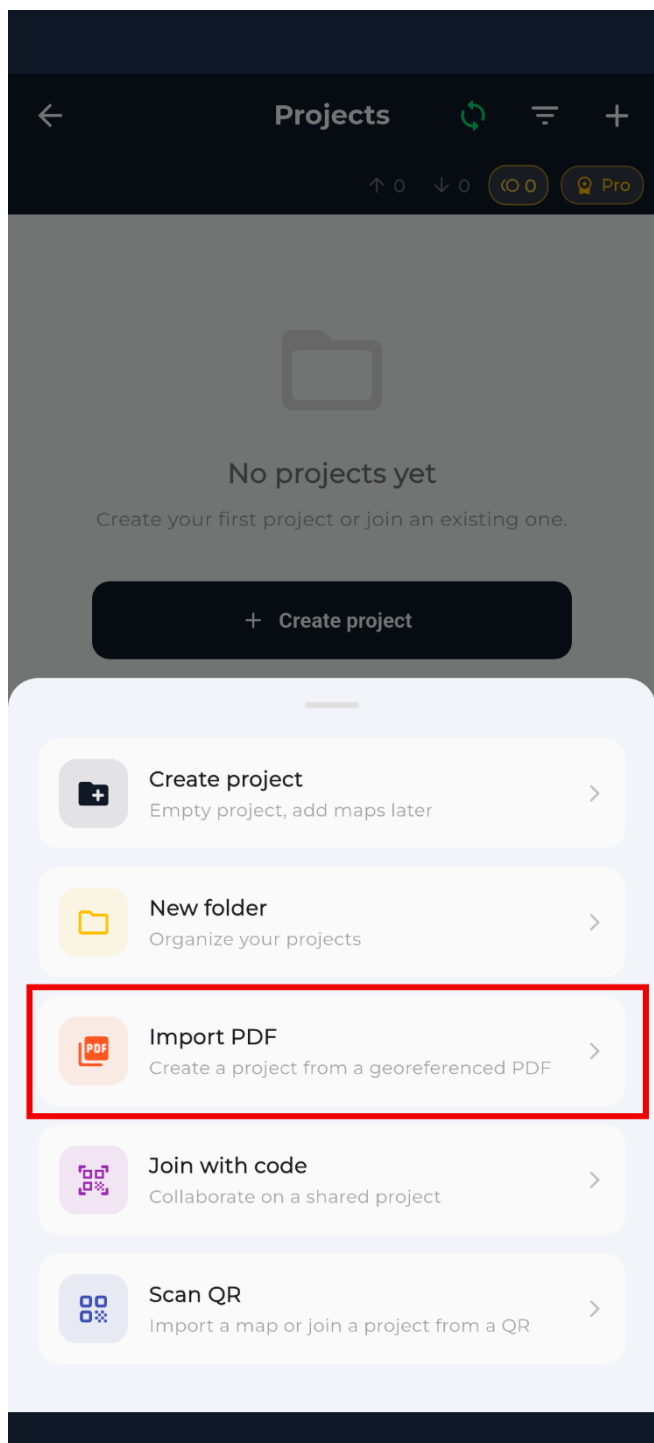 Projects
↑ 0 ↓ 0 0 Pro
No projects yet
Create your first project or join an existing one.
+ Create project
Create project
Empty project, add maps later
New folder
Organize your projects
PDF
Import PDF
Create a project from a georeferenced PDF
Join with code
Collaborate on a shared project
Scan QR
Import a map or join a project from a QR